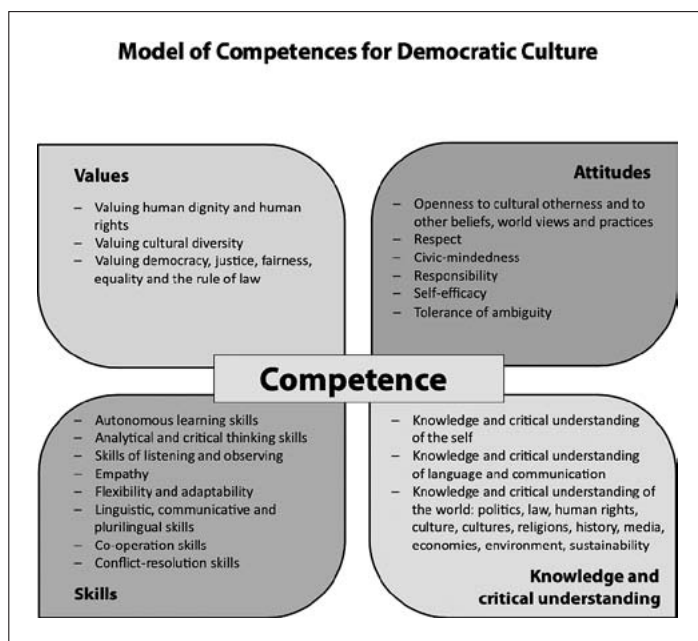 Model of Competences for Democratic Culture
Values
– Valuing human dignity and human
rights
– Valuing cultural diversity
– Valuing democracy, justice, fairness,
equality and the rule of law
Attitudes
– Openness to cultural otherness and to
other beliefs, world views and practices
– Respect
– Civic-mindedness
– Responsibility
– Self-efficacy
– Tolerance of ambiguity
Competence
– Autonomous learning skills
– Analytical and critical thinking skills
– Skills of listening and observing
– Empathy
– Flexibility and adaptability
– Linguistic, communicative and
plurilingual skills
– Co-operation skills
– Conflict-resolution skills
Skills
– Knowledge and critical understanding
of the self
– Knowledge and critical understanding
of language and communication
– Knowledge and critical understanding of
the world: politics, law, human rights,
culture, cultures, religions, history, media,
economies, environment, sustainability
Knowledge and
critical understanding